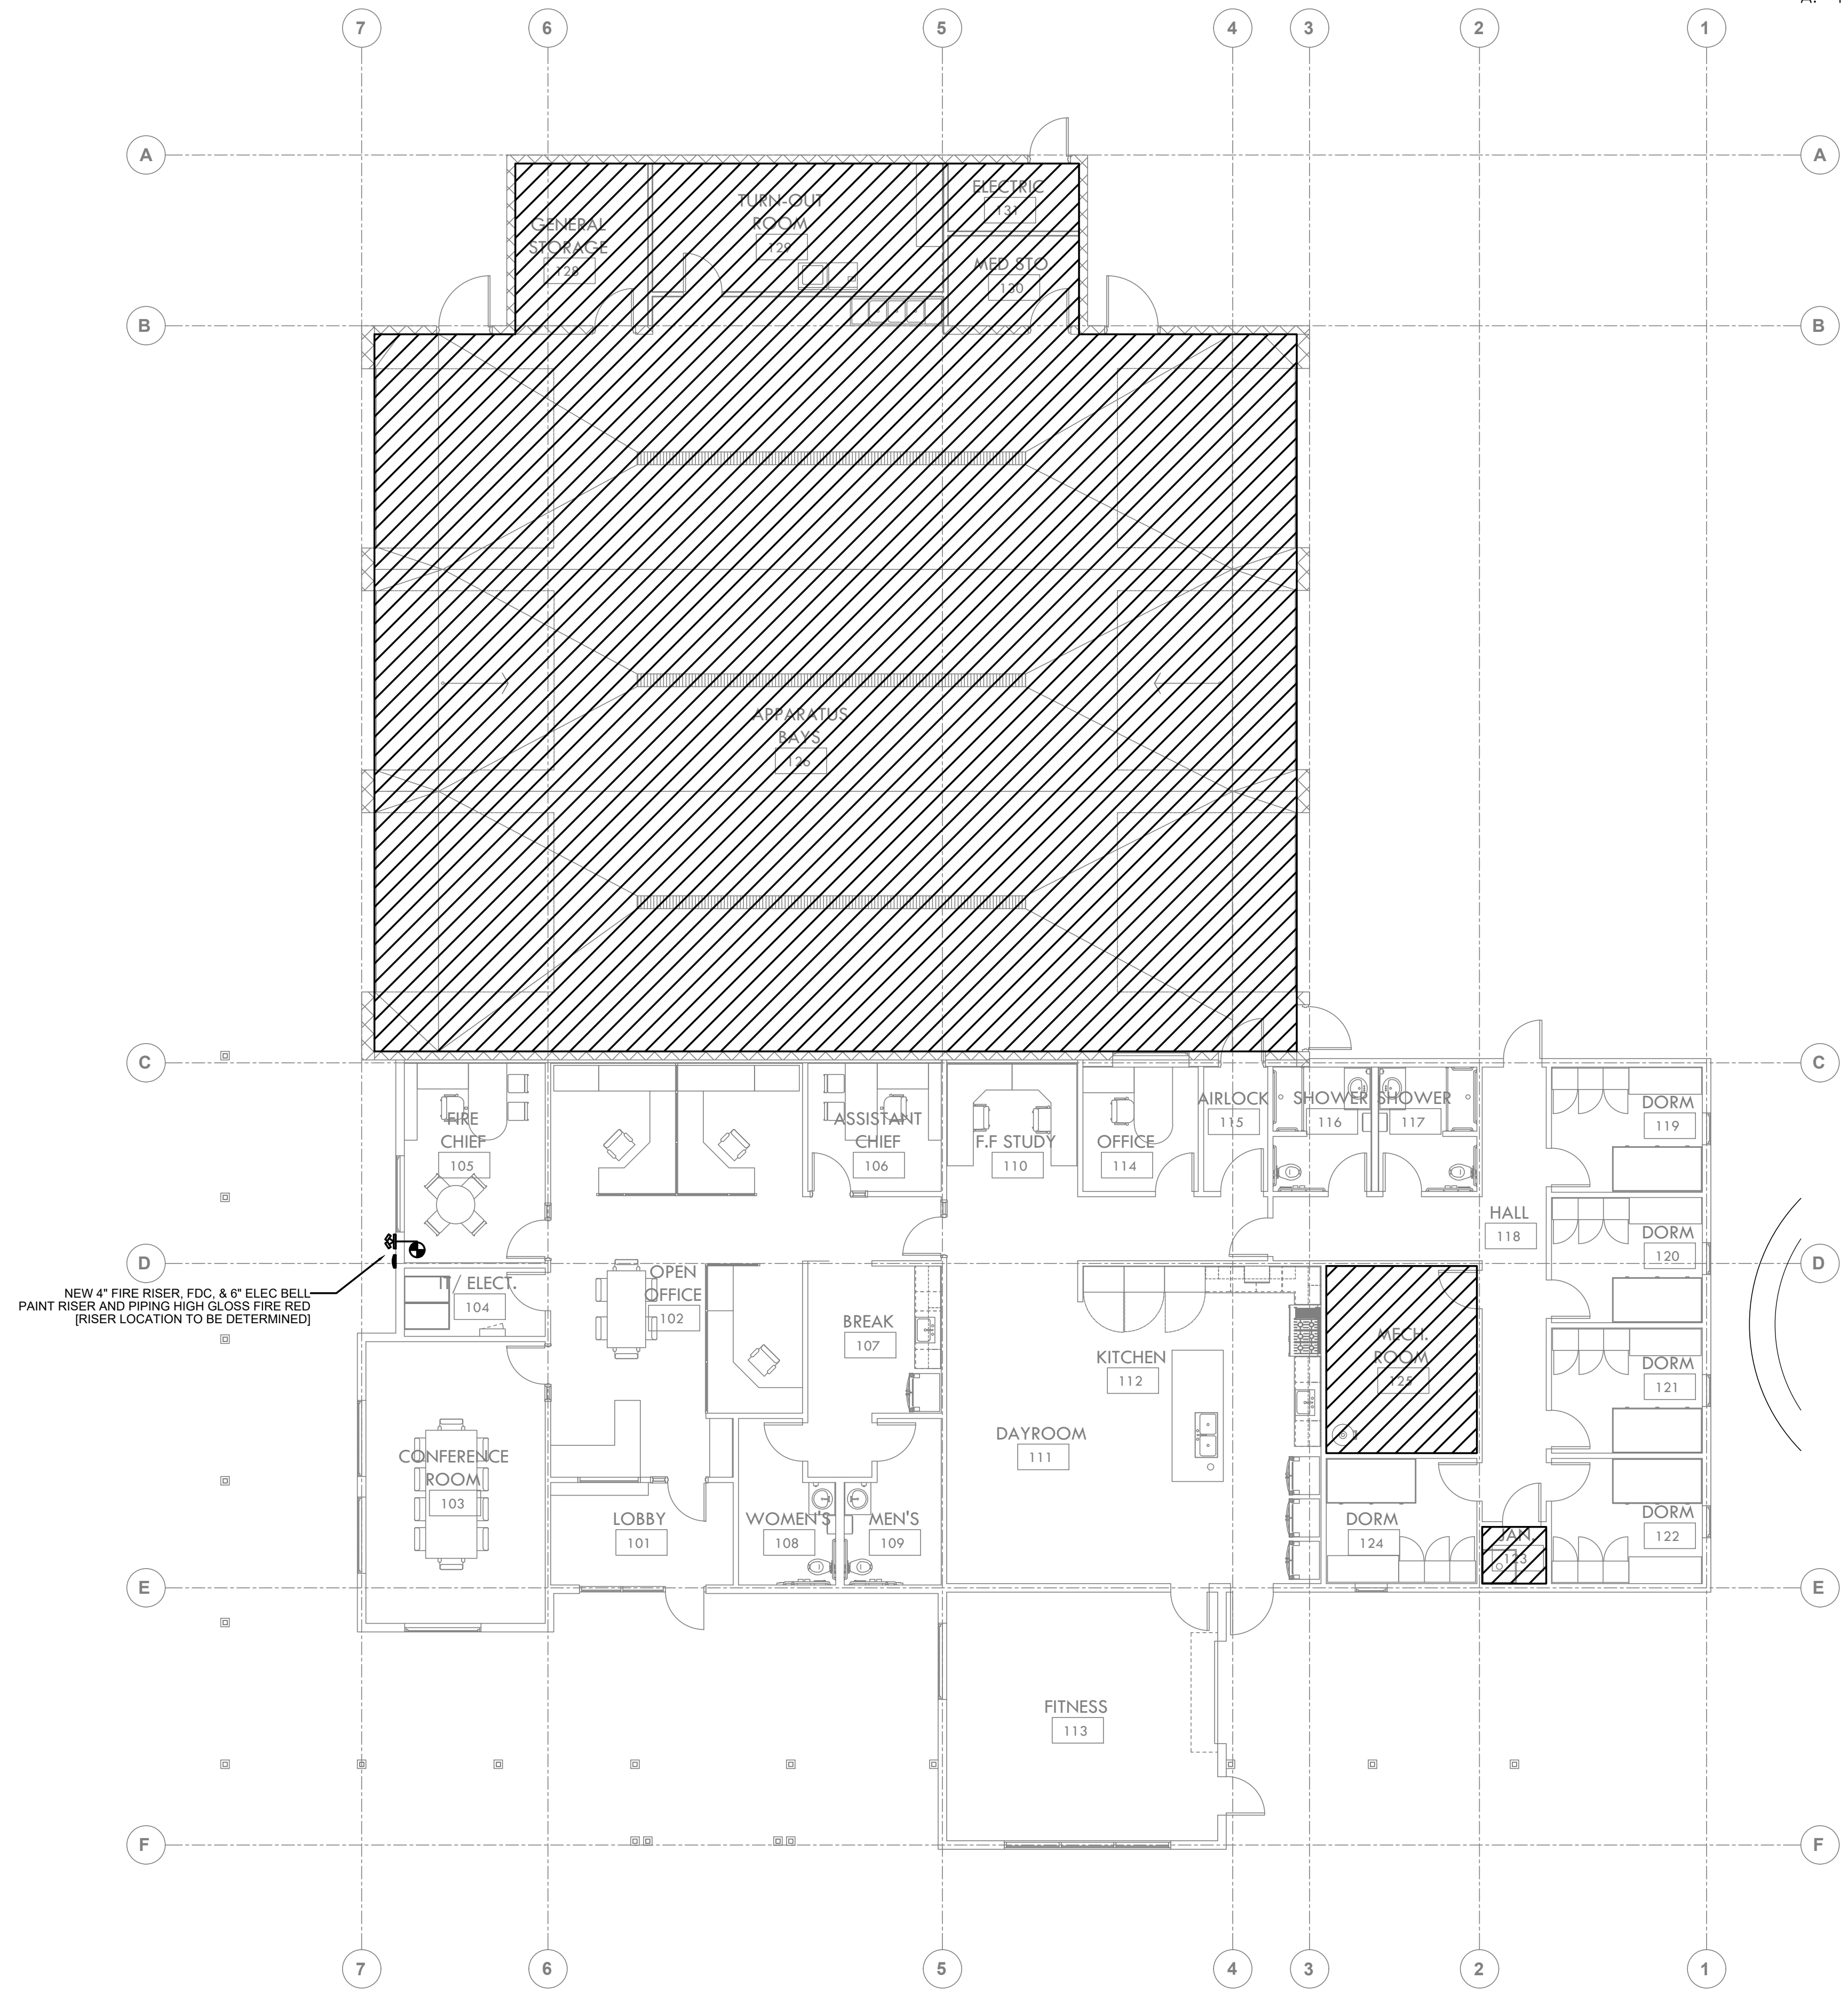 7 6 5 4 3 2 1
A A
ELECTRIC
131
TURN-OUT
ROOM
129
GENERAL
STORAGE
128
MED STO
130
B B
APPARATUS
BAYS
126
C C
FIRE
CHIEF
105
ASSISTANT
CHIEF
106
F.F STUDY
110
OFFICE
114
AIRLOCK
115
SHOWER
116
SHOWER
117
DORM
119
HALL
118
DORM
120
D D
NEW 4" FIRE RISER, FDC, & 6" ELEC BELL
PAINT RISER AND PIPING HIGH GLOSS FIRE RED
[RISER LOCATION TO BE DETERMINED]
IT/ ELECT.
104
OPEN
OFFICE
102
BREAK
107
KITCHEN
112
MECH.
ROOM
125
DORM
121
DAYROOM
111
CONFERENCE
ROOM
103
LOBBY
101
WOMEN'S
108
MEN'S
109
DORM
124
JAN.
123
DORM
122
E E
FITNESS
113
F F
7 6 5 4 3 2 1